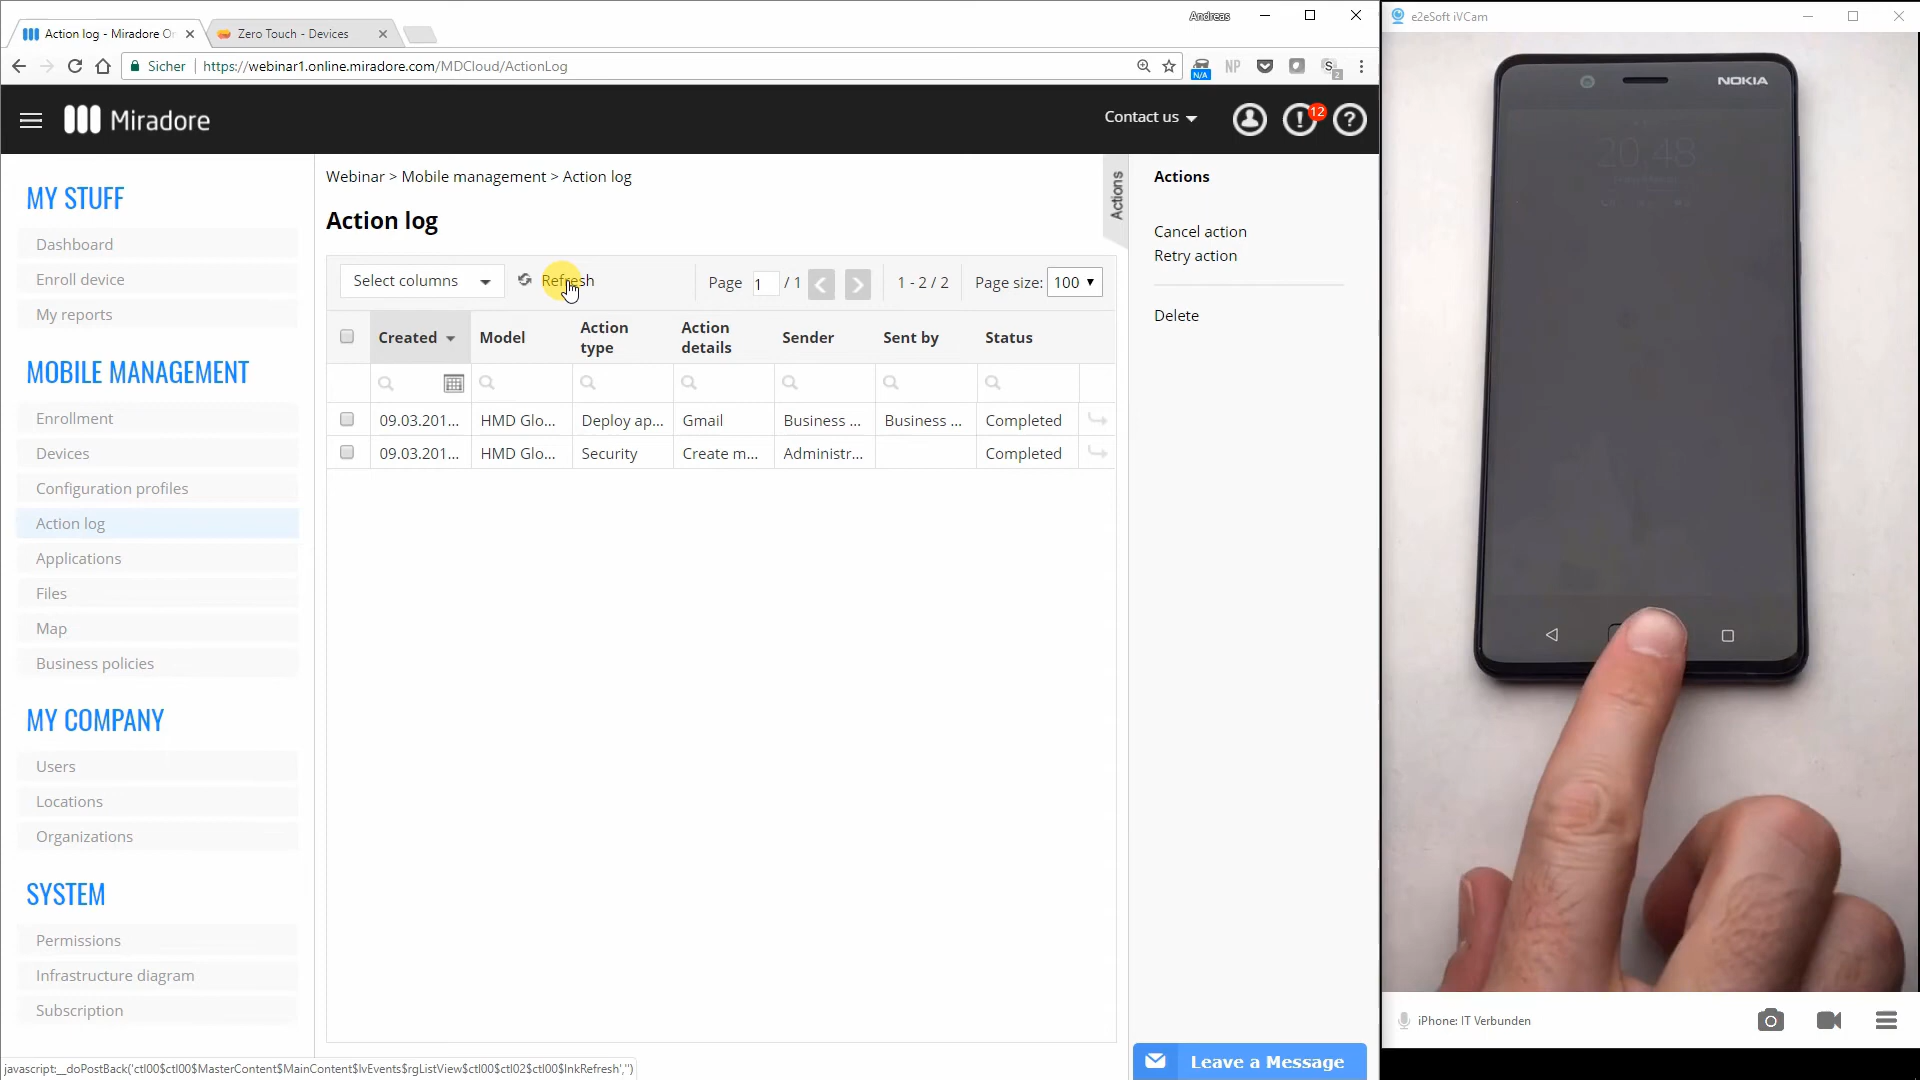 Andreas
Action log - Miradore O
Zero Touch - Devices
Sicher
https://webinar1.online.miradore.com/MDCloud/ActionLog
N/A
NP
S
2
Miradore
Contact us
12
MY STUFF
Dashboard
Enroll device
My reports
MOBILE MANAGEMENT
Enrollment
Devices
Configuration profiles
Action log
Applications
Files
Map
Business policies
MY COMPANY
Users
Locations
Organizations
SYSTEM
Permissions
Infrastructure diagram
Subscription
Webinar > Mobile management > Action log
Action log
Select columns
Refresh
Page 1 / 1
1 - 2 / 2
Page size: 100
Created Model Action type Action details Sender Sent by Status
09.03.201... HMD Glo... Deploy ap... Gmail Business ... Business ... Completed
09.03.201... HMD Glo... Security Create m... Administr... Completed
Actions
Actions
Cancel action
Retry action
Delete
Leave a Message
javascript:__doPostBack('ctl00$ctl00$MasterContent$MainContent$lvEvents$rgListView$ctl00$ctl02$ctl00$lnkRefresh','')
e2eSoft iVCam
NOKIA
20:48
iPhone: IT Verbunden